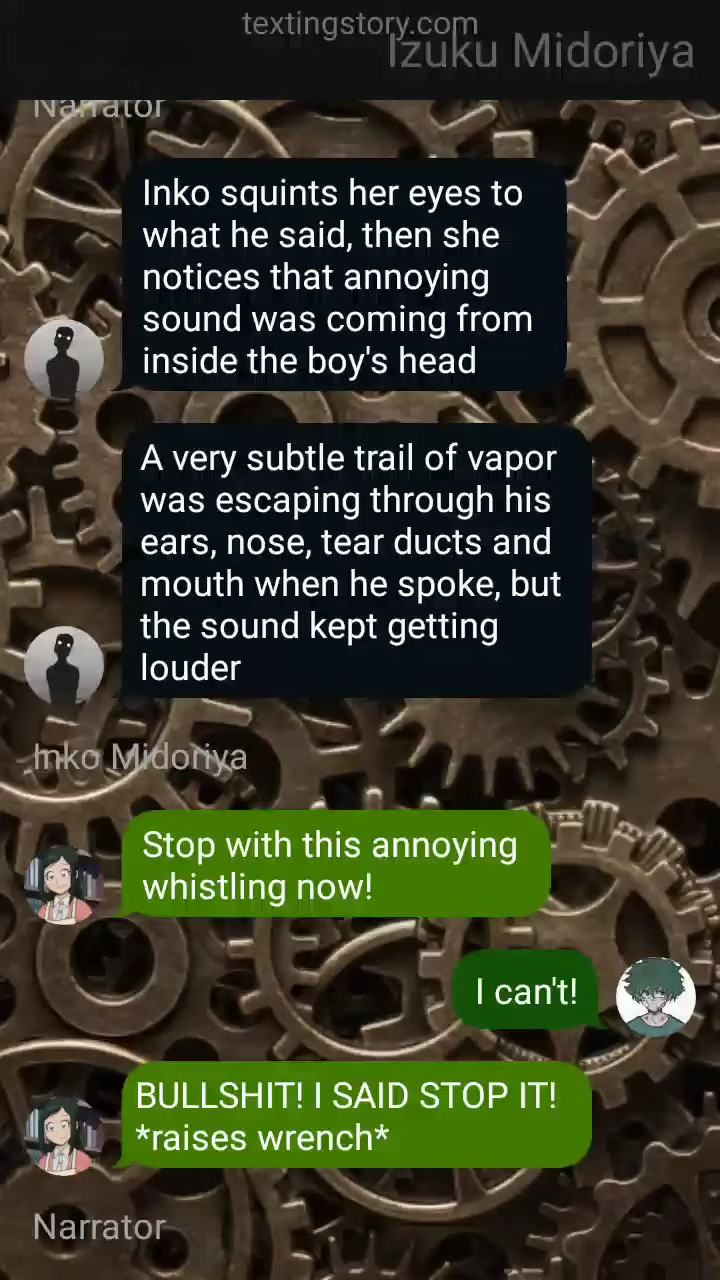 textingstory.com
Izuku Midoriya
Narrator
Inko squints her eyes to
what he said, then she
notices that annoying
sound was coming from
inside the boy's head
A very subtle trail of vapor
was escaping through his
ears, nose, tear ducts and
mouth when he spoke, but
the sound kept getting
louder
Inko Midoriya
Stop with this annoying
whistling now!
I can't!
BULLSHIT! I SAID STOP IT!
*raises wrench*
Narrator